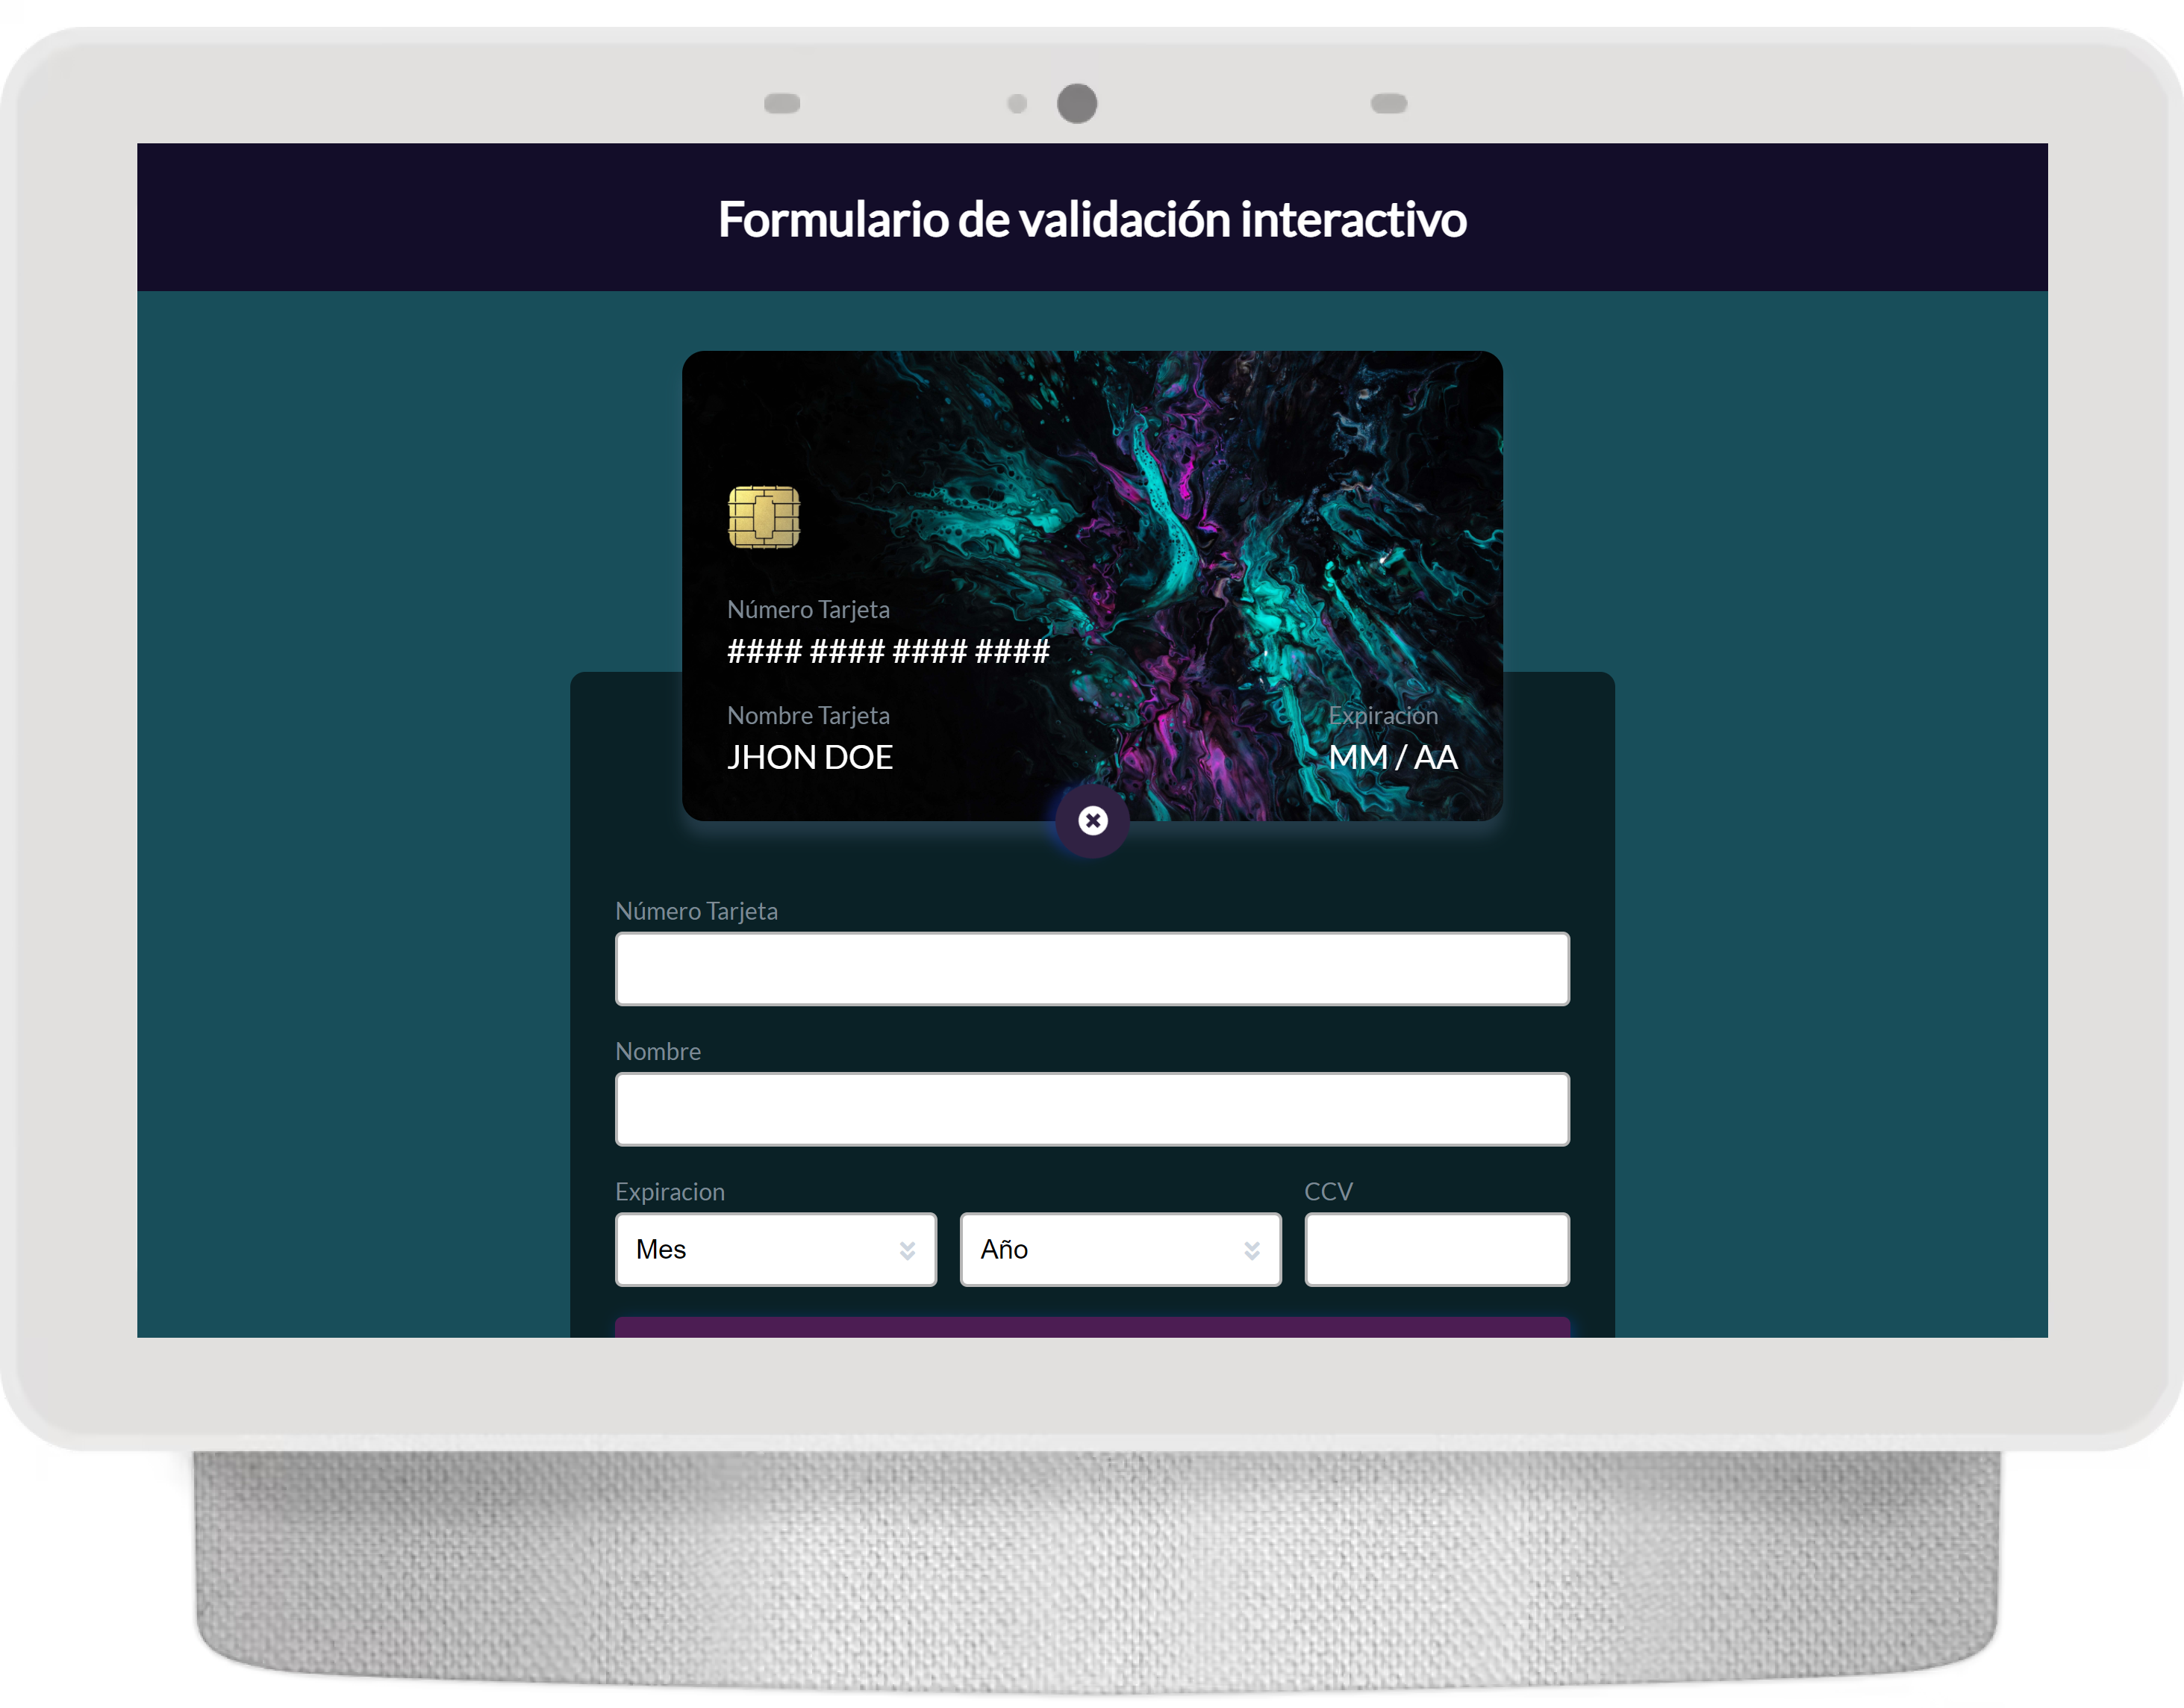 Formulario de validación interactivo
Número Tarjeta
#### #### #### ####
Nombre Tarjeta
Expiracion
JHON DOE
MM / AA
Número Tarjeta
Nombre
Expiracion
CCV
Mes
Año